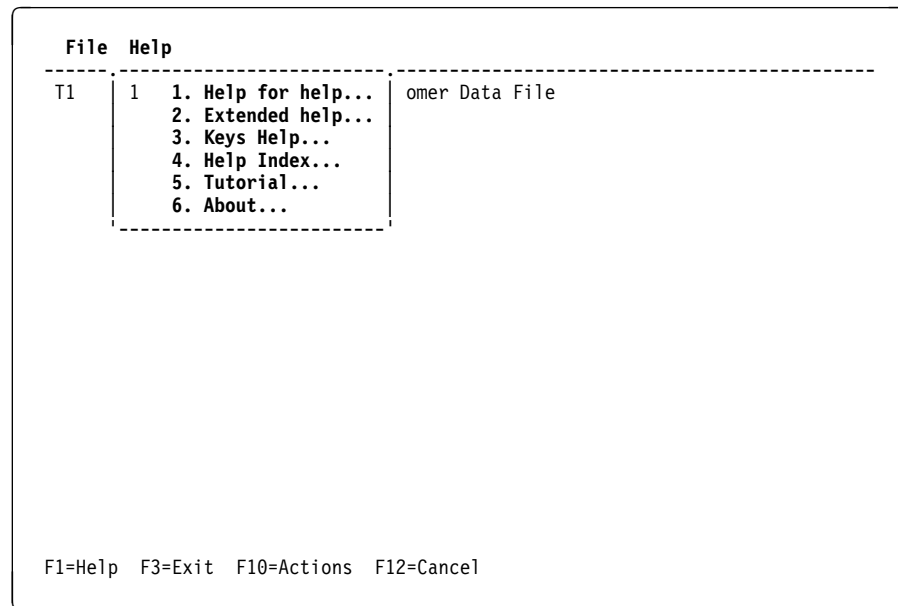 File Help
T1 1 1. Help for help... omer Data File
2. Extended help...
3. Keys Help...
4. Help Index...
5. Tutorial...
6. About...
F1=Help F3=Exit F10=Actions F12=Cancel